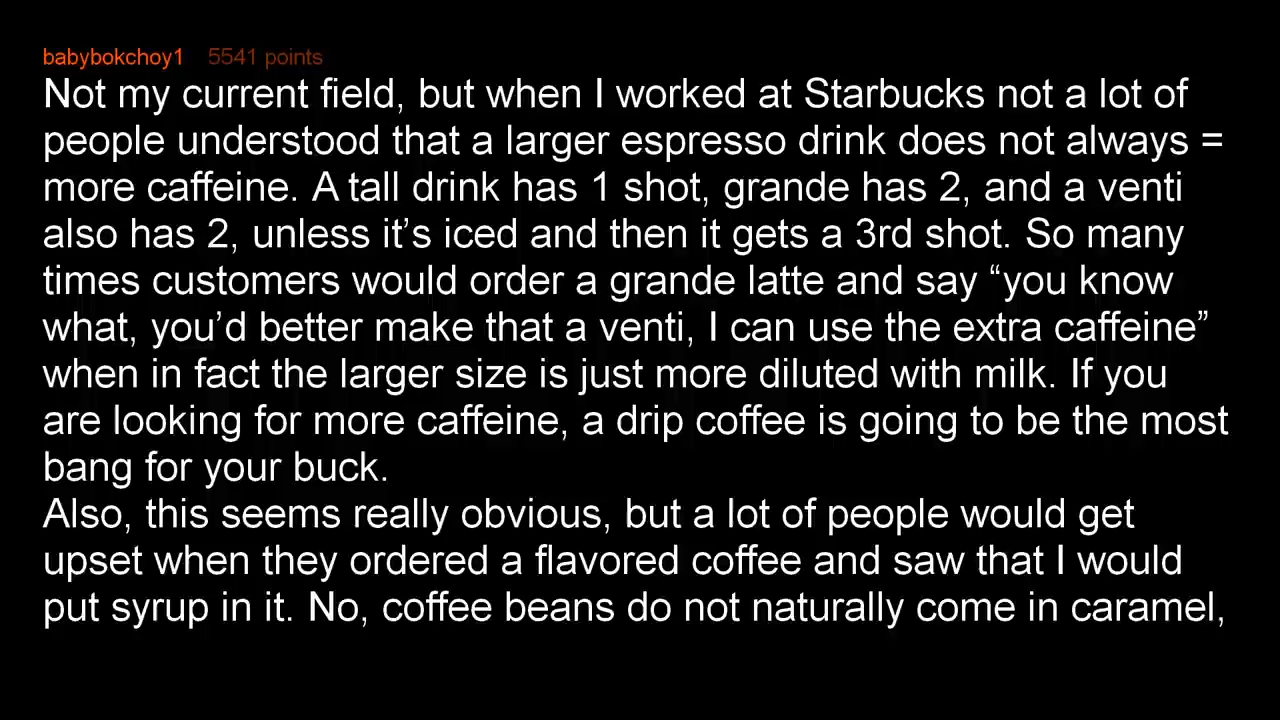 babybokchoy1 5541 points
Not my current field, but when I worked at Starbucks not a lot of
people understood that a larger espresso drink does not always =
more caffeine. A tall drink has 1 shot, grande has 2, and a venti
also has 2, unless it’s iced and then it gets a 3rd shot. So many
times customers would order a grande latte and say “you know
what, you’d better make that a venti, I can use the extra caffeine”
when in fact the larger size is just more diluted with milk. If you
are looking for more caffeine, a drip coffee is going to be the most
bang for your buck.
Also, this seems really obvious, but a lot of people would get
upset when they ordered a flavored coffee and saw that I would
put syrup in it. No, coffee beans do not naturally come in caramel,